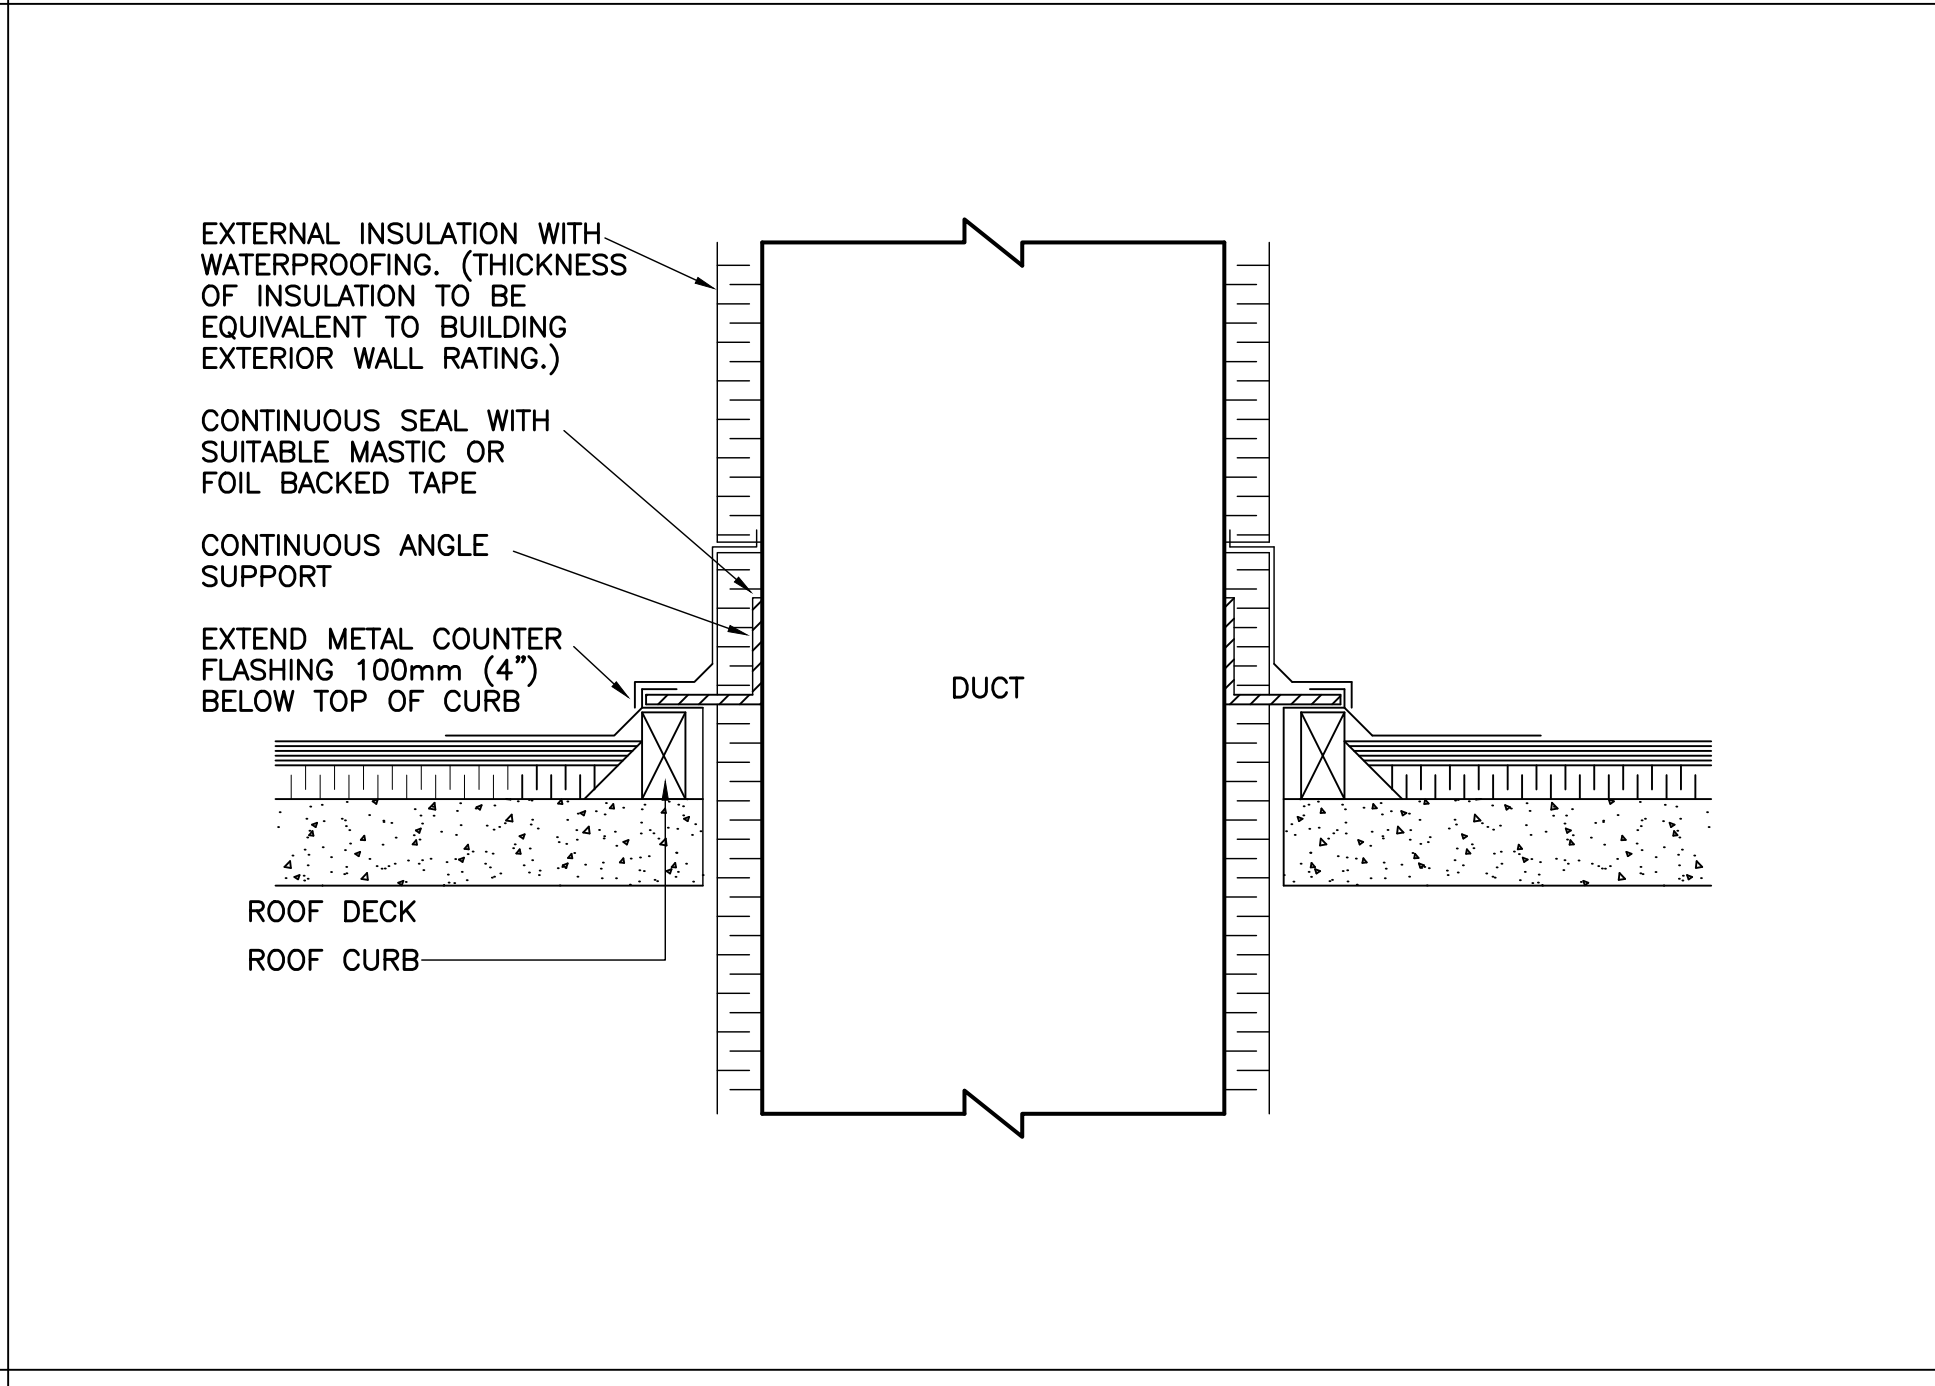 EXTERNAL INSULATION WITH
WATERPROOFING. (THICKNESS
OF INSULATION TO BE
EQUIVALENT TO BUILDING
EXTERIOR WALL RATING.)
CONTINUOUS SEAL WITH
SUITABLE MASTIC OR
FOIL BACKED TAPE
CONTINUOUS ANGLE
SUPPORT
EXTEND METAL COUNTER
FLASHING 100mm (4")
BELOW TOP OF CURB
DUCT
ROOF DECK
ROOF CURB